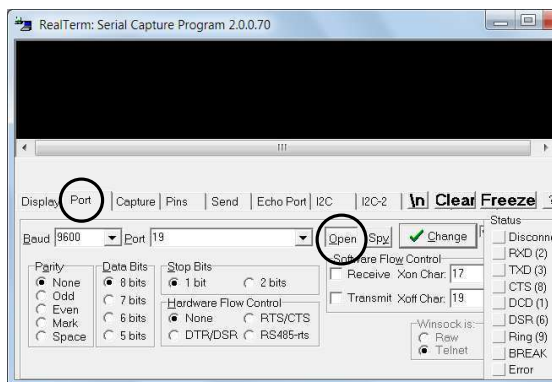 RealTerm: Serial Capture Program 2.0.0.70
Display Port Capture Pins Send Echo Port I2C I2C-2 \n Clear Freeze ?
Baud 9600 Port 19 Open Spy Change
Parity
None
Odd
Even
Mark
Space
Data Bits
8 bits
7 bits
6 bits
5 bits
Stop Bits
1 bit 2 bits
Hardware Flow Control
None RTS/CTS
DTR/DSR RS485-rts
Software Flow Control
Receive Xon Char: 17
Transmit Xoff Char: 19
Winsock is:
Raw
Telnet
Status
Disconne
RXD (2)
TXD (3)
CTS (8)
DCD (1)
DSR (6)
Ring (9)
BREAK
Error